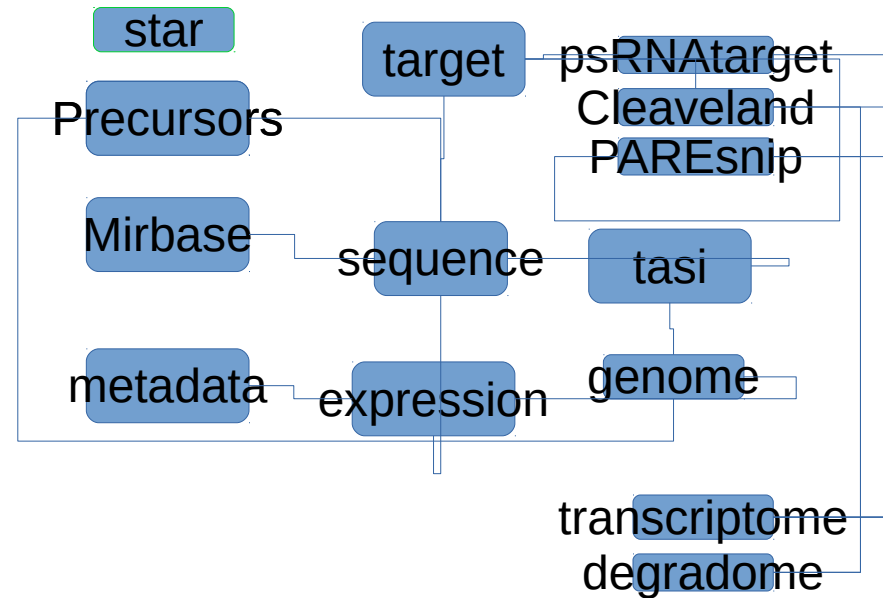 star
target
psRNAtarget
Cleaveland
PAREsnip
Precursors
Mirbase
sequence
tasi
metadata
expression
genome
transcriptome
degradome